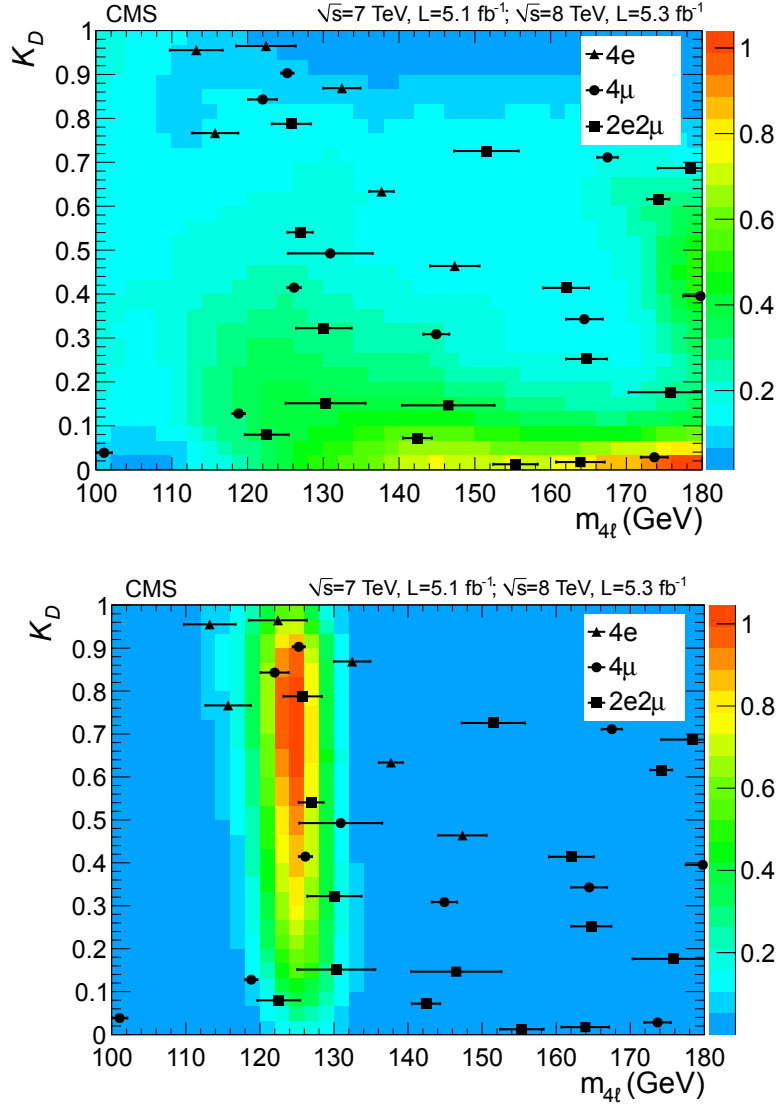 CMS √s=7 TeV, L=5.1 fb⁻¹; √s=8 TeV, L=5.3 fb⁻¹
K_D
1
0.9
0.8
0.7
0.6
0.5
0.4
0.3
0.2
0.1
0
4e
4μ
2e2μ
1
0.8
0.6
0.4
0.2
100 110 120 130 140 150 160 170 180
m₄ℓ (GeV)
CMS √s=7 TeV, L=5.1 fb⁻¹; √s=8 TeV, L=5.3 fb⁻¹
K_D
1
0.9
0.8
0.7
0.6
0.5
0.4
0.3
0.2
0.1
0
4e
4μ
2e2μ
1
0.8
0.6
0.4
0.2
100 110 120 130 140 150 160 170 180
m₄ℓ (GeV)